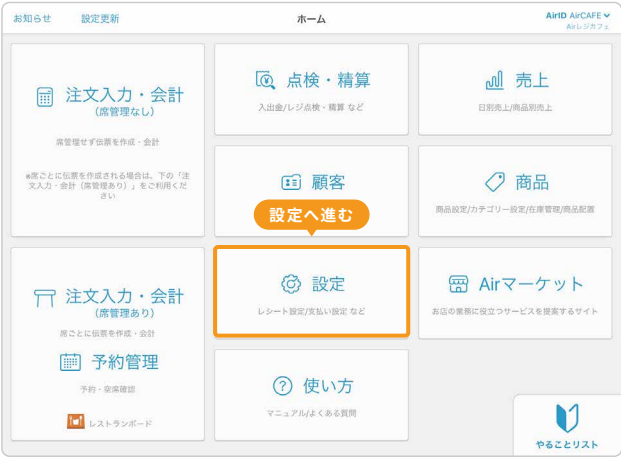 お知らせ
設定更新
ホーム
AirID AirCAFE
Airレジカフェ
注文入力・会計
(席管理なし)
席管理せず伝票を作成・会計
※席ごとに伝票を作成される場合は、下の「注
文入力・会計（席管理あり）」をご利用くだ
さい
点検・精算
入出金/レジ点検・精算 など
売上
日別売上/商品別売上
顧客
商品
商品設定/カテゴリー設定/在庫管理/商品配置
設定へ進む
注文入力・会計
(席管理あり)
席ごとに伝票を作成・会計
予約管理
予約・空席確認
レストランボード
設定
レシート設定/支払い設定 など
Airマーケット
お店の業務に役立つサービスを提案するサイト
使い方
マニュアル/よくある質問
やることリスト